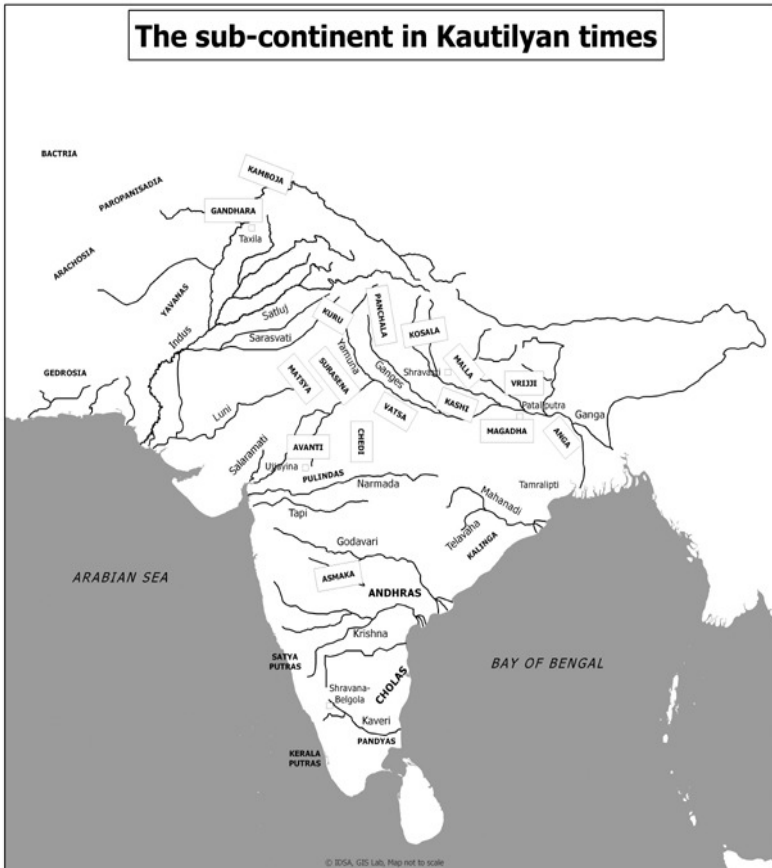 The sub-continent in Kautilyan times
BACTRIA
KAMBOJA
PAROPANISADIA
GANDHARA
Taxila
ARACHOSIA
YAVANAS
Satluj
KURU
PANCHALA
Indus
Sarasvati
KOSALA
Yamuna
GEDROSIA
MATSYA
SURASENA
Ganges
Shravasti
MALLA
VRIJJI
Luni
VATSA
KASHI
Pataliputra
Ganga
MAGADHA
ANGA
Salaramati
AVANTI
CHEDI
Ujjayina
PULINDAS
Narmada
Tamralipti
Mahanadi
Tapi
Telavaha
KALINGA
Godavari
ARABIAN SEA
ASMAKA
ANDHRAS
Krishna
SATYA
PUTRAS
BAY OF BENGAL
CHOLAS
Shravana-
Belgola
Kaveri
PANDYAS
KERALA
PUTRAS
© IDSA, GIS Lab, Map not to scale